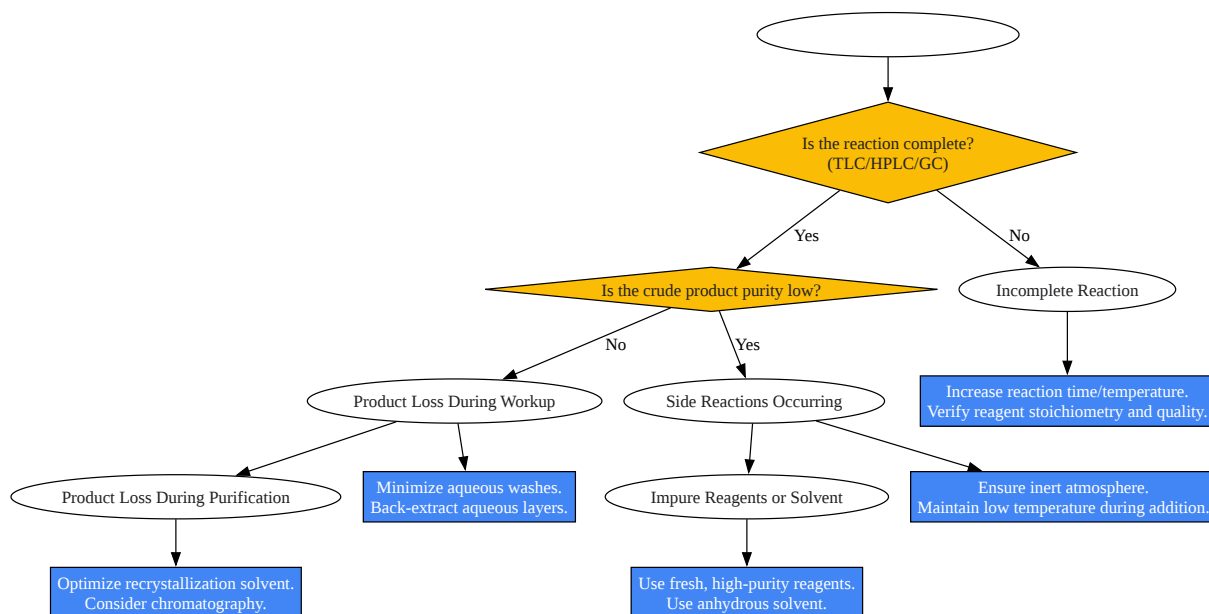 Is the reaction complete?
(TLC/HPLC/GC)
Yes
No
Is the crude product purity low?
Incomplete Reaction
No
Yes
Increase reaction time/temperature.
Verify reagent stoichiometry and quality.
Product Loss During Workup
Side Reactions Occurring
Product Loss During Purification
Minimize aqueous washes.
Back-extract aqueous layers.
Impure Reagents or Solvent
Ensure inert atmosphere.
Maintain low temperature during addition.
Optimize recrystallization solvent.
Consider chromatography.
Use fresh, high-purity reagents.
Use anhydrous solvent.